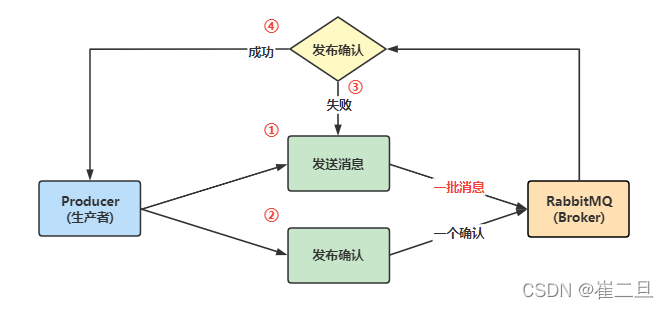 ④
发布确认
成功
③
失败
①
发送消息
一批消息
Producer
(生产者)
RabbitMQ
(Broker)
②
发布确认
一个确认
CSDN @崔二旦